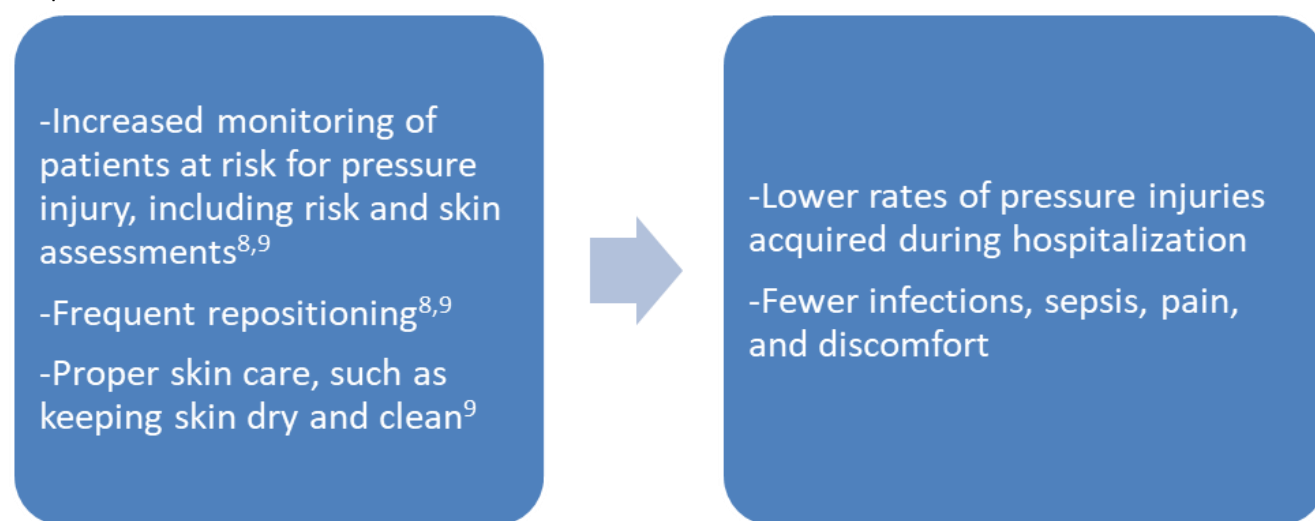 -Increased monitoring of
patients at risk for pressure
injury, including risk and skin
assessments8,9
-Frequent repositioning8,9
-Proper skin care, such as
keeping skin dry and clean9
-Lower rates of pressure injuries
acquired during hospitalization
-Fewer infections, sepsis, pain,
and discomfort